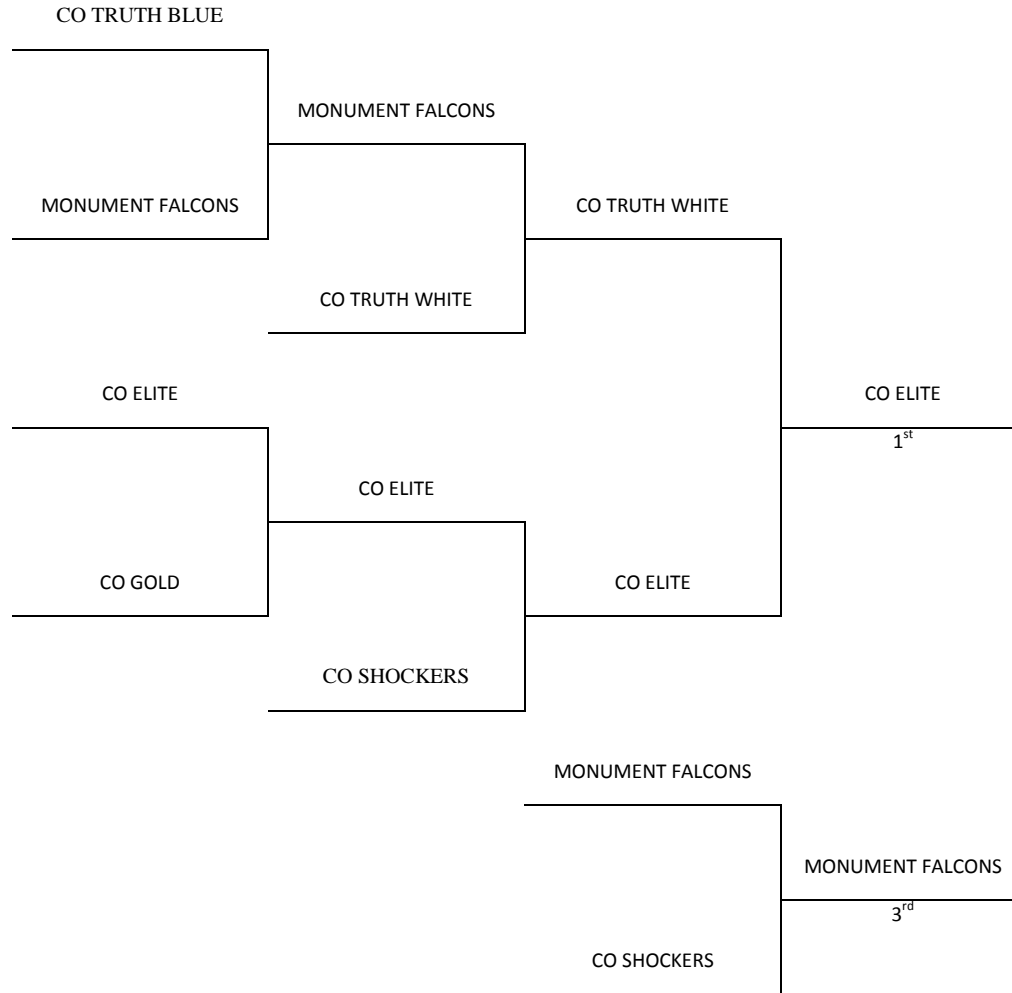 CO TRUTH BLUE
MONUMENT FALCONS
MONUMENT FALCONS
CO TRUTH WHITE
CO TRUTH WHITE
CO ELITE
CO ELITE
1st
CO ELITE
CO GOLD
CO ELITE
CO SHOCKERS
MONUMENT FALCONS
MONUMENT FALCONS
3rd
CO SHOCKERS